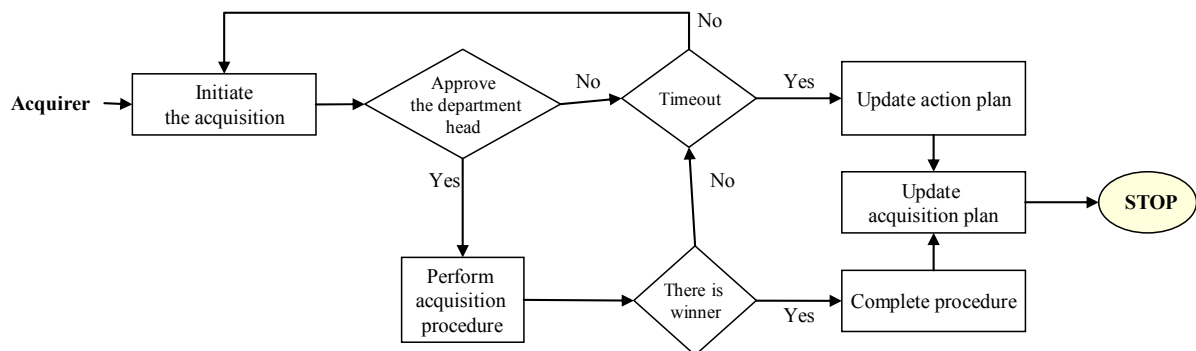 No
Acquirer
Initiate
the acquisition
Approve
the department
head
No
Timeout
Yes
Update action plan
Yes
No
Update
acquisition plan
STOP
Perform
acquisition
procedure
There is
winner
Yes
Complete procedure